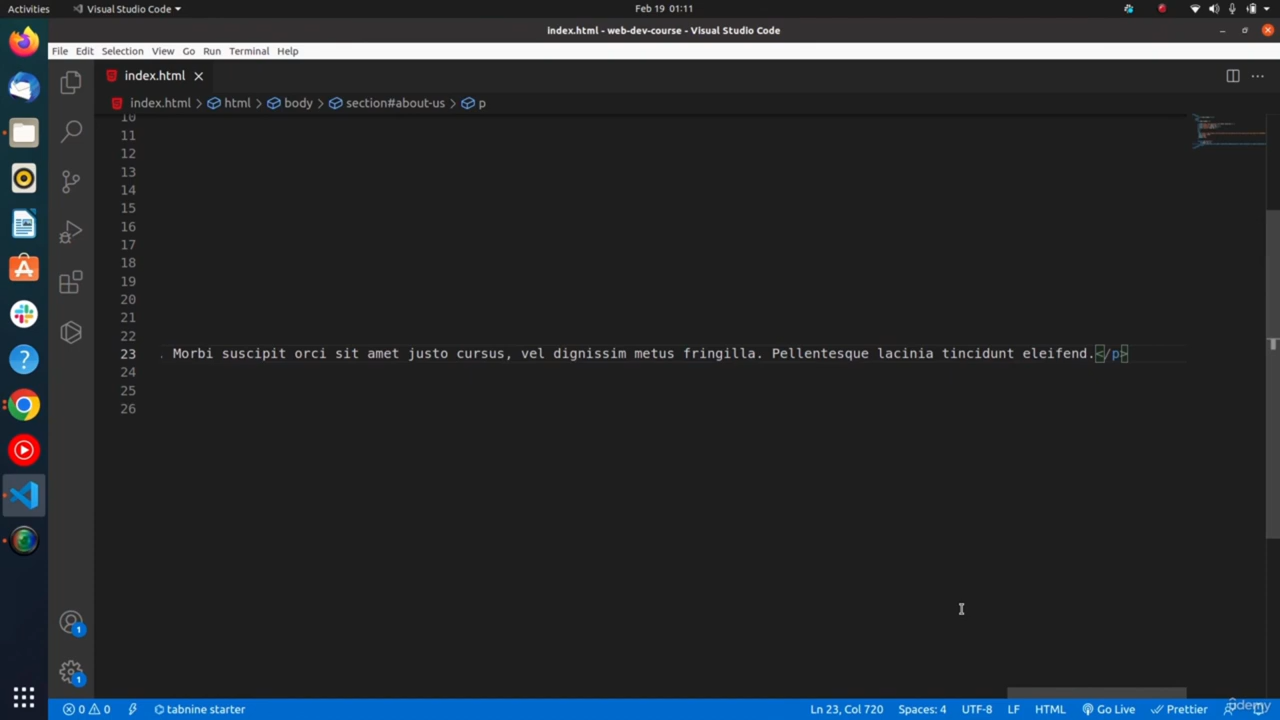 Activities
Visual Studio Code
Feb 19 01:11
index.html - web-dev-course - Visual Studio Code
File Edit Selection View Go Run Terminal Help
index.html
index.html > html > body > section#about-us > p
10
11
12
13
14
15
16
17
18
19
20
21
22
23 . Morbi suscipit orci sit amet justo cursus, vel dignissim metus fringilla. Pellentesque lacinia tincidunt eleifend.</p>
24
25
26
1
1
0 0 tabnine starter Ln 23, Col 720 Spaces: 4 UTF-8 LF HTML Go Live Prettier
udemy